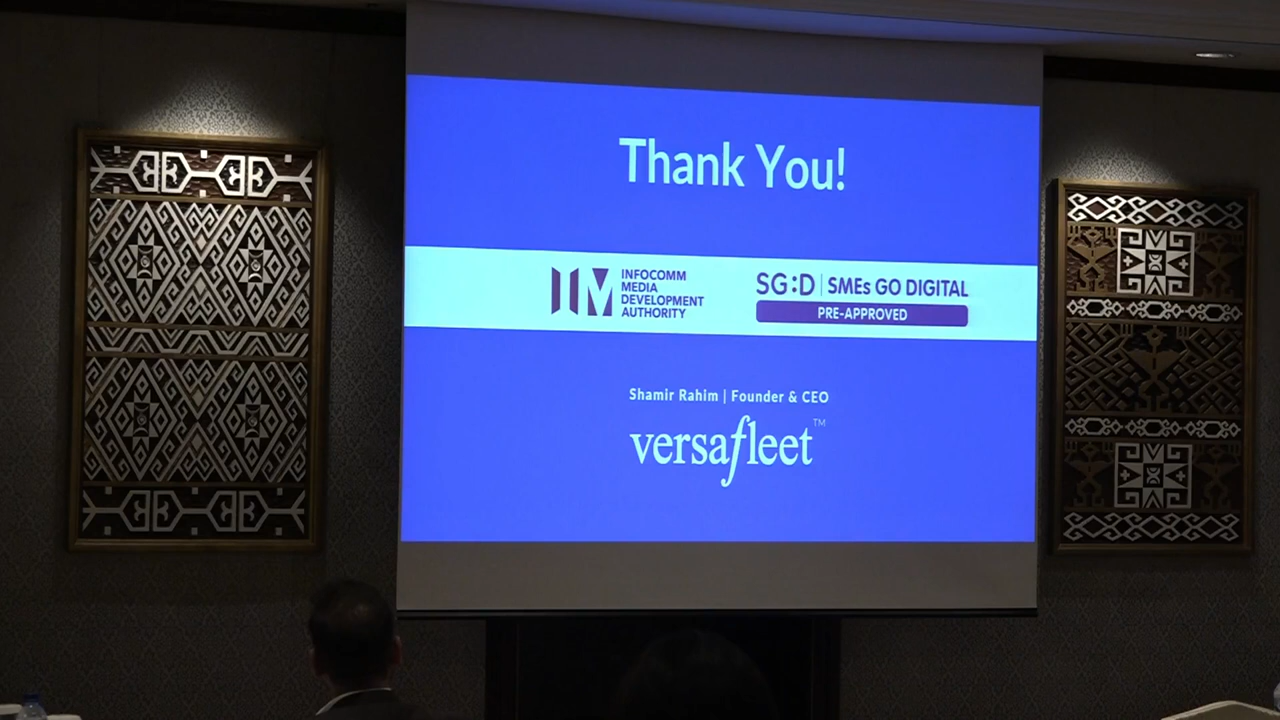 Thank You!
INFOCOMM
MEDIA
DEVELOPMENT
AUTHORITY
SG:D | SMEs GO DIGITAL
PRE-APPROVED
Shamir Rahim | Founder & CEO
versafleet™